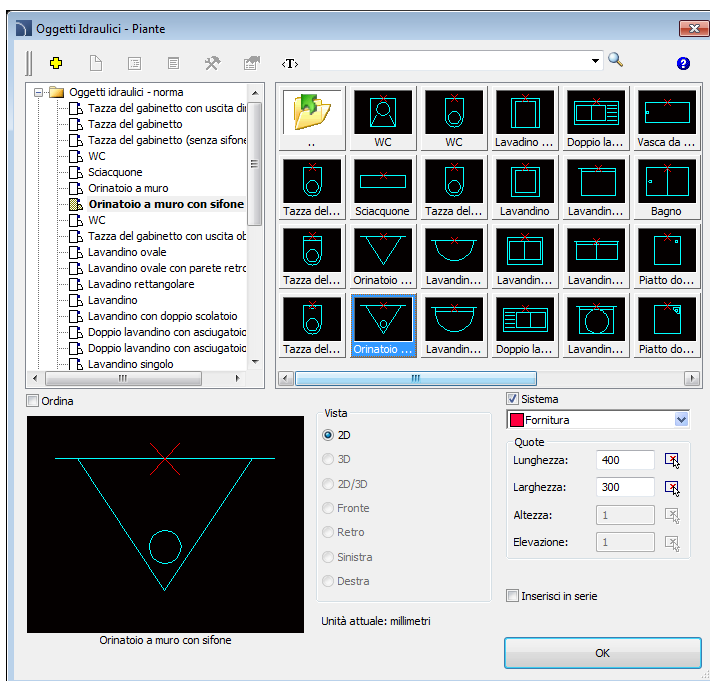 Oggetti Idraulici - Piante
<T>
Oggetti idraulici - norma
Tazza del gabinetto con uscita di
Tazza del gabinetto
Tazza del gabinetto (senza sifone
WC
Sciacquone
Orinatoio a muro
Orinatoio a muro con sifone
WC
Tazza del gabinetto con uscita ob
Lavandino ovale
Lavandino ovale con parete retro
Lavadino rettangolare
Lavandino
Lavandino con doppio scolatoio
Doppio lavandino con asciugatoio
Doppio lavandino con asciugatoio
Lavandino singolo
.. WC WC Lavadino ... Doppio la... Vasca da ...
Tazza del... Sciacquone Tazza del... Lavandino Lavandin... Bagno
Tazza del... Orinatoio ... Lavandin... Lavandin... Lavandin... Piatto do...
Tazza del... Orinatoio ... Lavandin... Doppio la... Lavandin... Piatto do...
Ordina
Orinatoio a muro con sifone
Vista
2D
3D
2D/3D
Fronte
Retro
Sinistra
Destra
Unità attuale: millimetri
Sistema
Fornitura
Quote
Lunghezza: 400
Larghezza: 300
Altezza: 1
Elevazione: 1
Inserisci in serie
OK